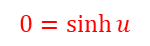 0 = sinh u